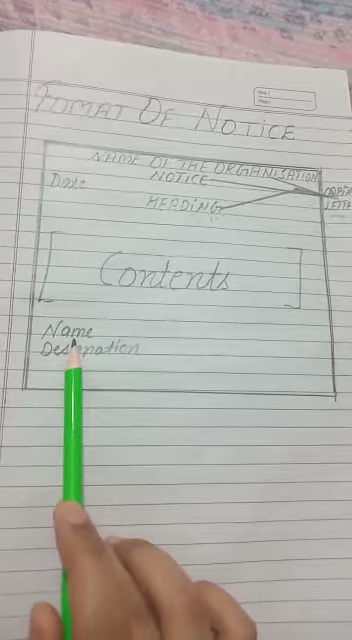 FOMAT OF NOTICE
NAME OF THE ORGANISATION
NOTICE
Date
HEADING
Contents
Name
Designation